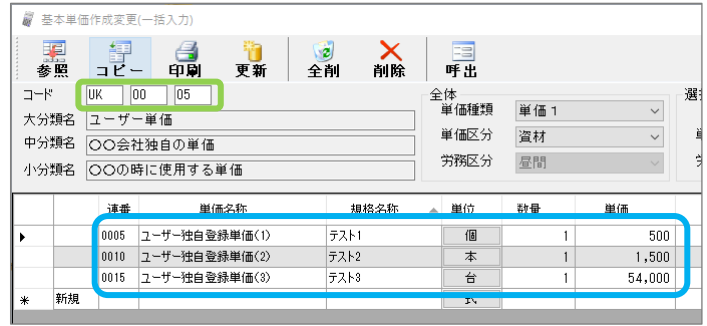 基本単価作成変更(一括入力)
参照 コピー 印刷 更新 全削 削除 呼出
コード UK 00 05
大分類名 ユーザー単価
中分類名 〇〇会社独自の単価
小分類名 〇〇の時に使用する単価
全体
単価種類 単価1
単価区分 資材
労務区分 昼間
連番 単価名称 規格名称 単位 数量 単価
0005 ユーザー独自登録単価(1) テスト1 個 1 500
0010 ユーザー独自登録単価(2) テスト2 本 1 1,500
0015 ユーザー独自登録単価(3) テスト3 台 1 54,000
新規 式